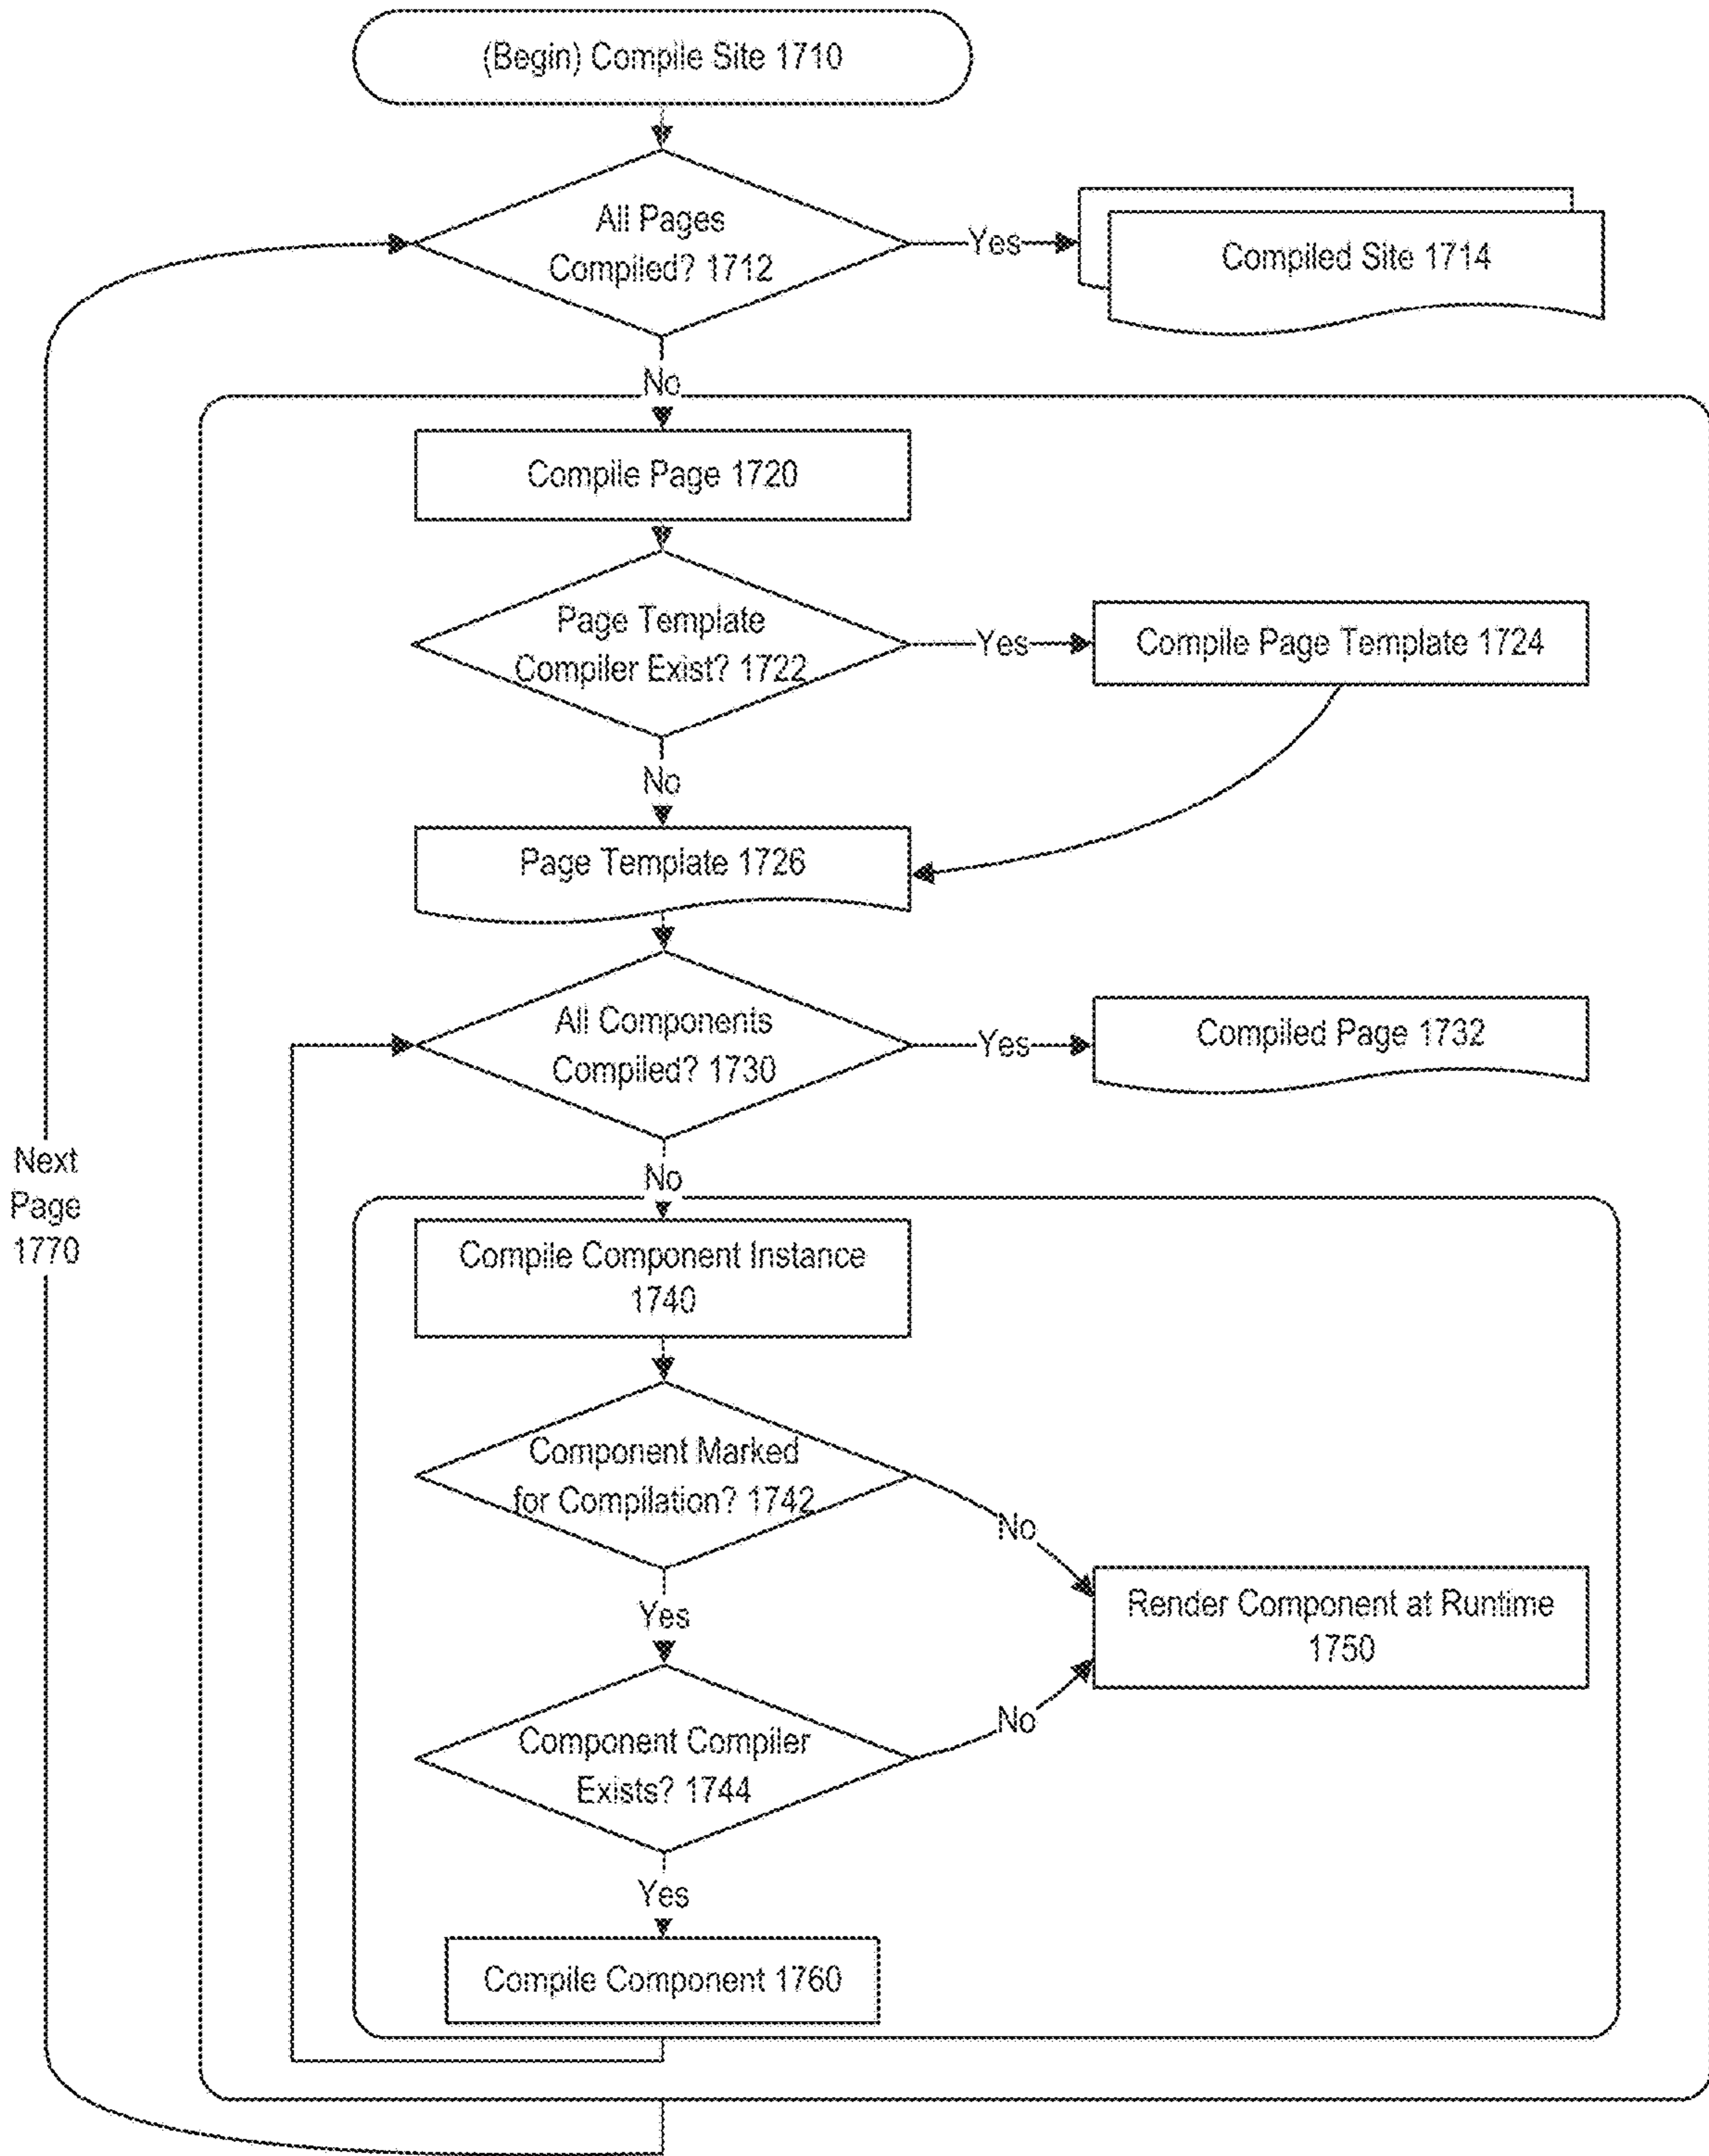 (Begin) Compile Site 1710
All Pages
Compiled? 1712
Yes
Compiled Site 1714
No
Compile Page 1720
Page Template
Compiler Exist? 1722
Yes
Compile Page Template 1724
No
Page Template 1726
All Components
Compiled? 1730
Yes
Compiled Page 1732
No
Next
Page
1770
Compile Component Instance
1740
Component Marked
for Compilation? 1742
No
Yes
Render Component at Runtime
1750
Component Compiler
Exists? 1744
No
Yes
Compile Component 1760